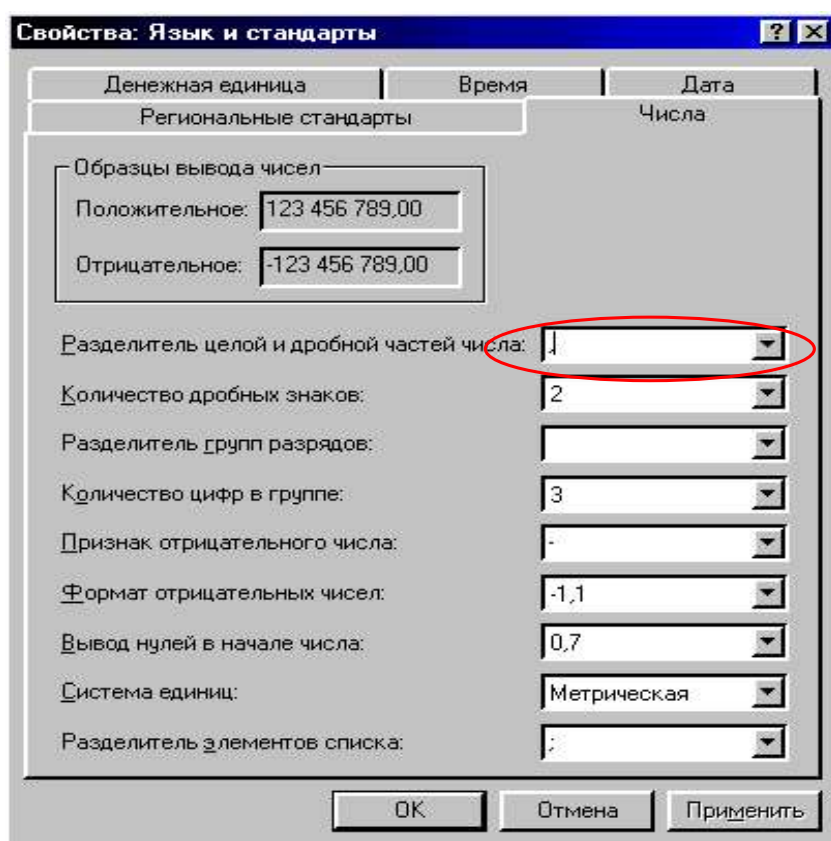 Свойства: Язык и стандарты
Денежная единица Время Дата
Региональные стандарты Числа
Образцы вывода чисел
Положительное: 123 456 789,00
Отрицательное: -123 456 789,00
Разделитель целой и дробной частей числа:
Количество дробных знаков: 2
Разделитель групп разрядов:
Количество цифр в группе: 3
Признак отрицательного числа: -
Формат отрицательных чисел: -1,1
Вывод нулей в начале числа: 0,7
Система единиц: Метрическая
Разделитель элементов списка: ;
ОК Отмена Применить